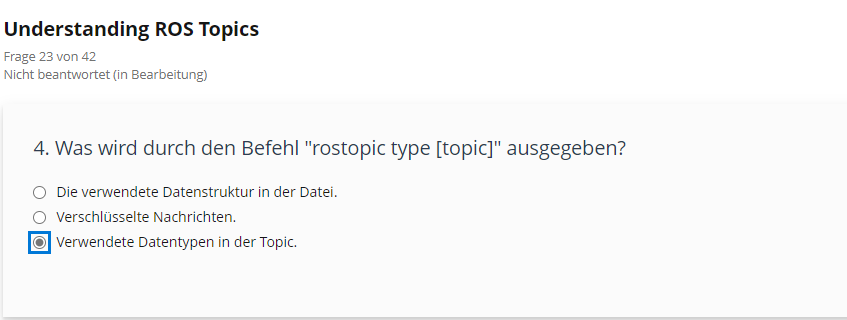 Understanding ROS Topics
Frage 23 von 42
Nicht beantwortet (in Bearbeitung)
4. Was wird durch den Befehl "rostopic type [topic]" ausgegeben?
Die verwendete Datenstruktur in der Datei.
Verschlüsselte Nachrichten.
Verwendete Datentypen in der Topic.